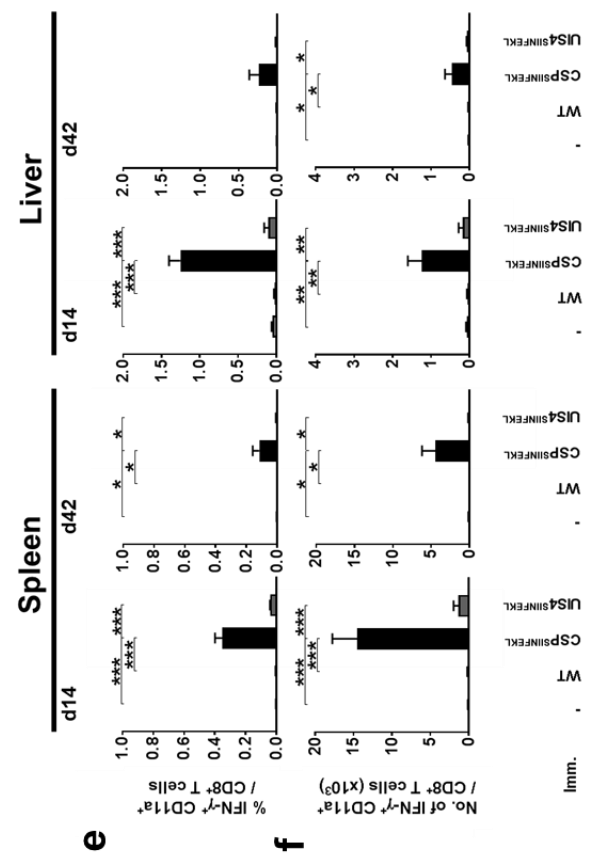 Spleen Liver
d14 d42 d14 d42
e
% IFN-γ⁺ CD11a⁺
/ CD8⁺ T cells
1.0 1.0 2.0 2.0
0.8 0.8 1.5 1.5
0.6 0.6 1.0 1.0
0.4 0.4 0.5 0.5
0.2 0.2 0.0 0.0
0.0 0.0
*** *** * * *** ***
*** * ***
f
No. of IFN-γ⁺ CD11a⁺
/ CD8⁺ T cells (x10³)
20 20 4 4
15 15 3 3
10 10 2 2
5 5 1 1
0 0 0 0
*** *** * * ** ** * *
*** * ** *
Imm.
- WT CSPSIINFEKL UIS4SIINFEKL
- WT CSPSIINFEKL UIS4SIINFEKL
- WT CSPSIINFEKL UIS4SIINFEKL
- WT CSPSIINFEKL UIS4SIINFEKL